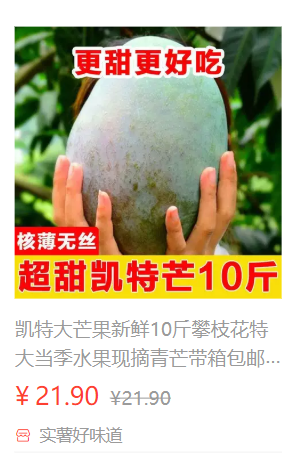 更甜更好吃
核薄无丝
超甜凯特芒10斤
凯特大芒果新鲜10斤攀枝花特
大当季水果现摘青芒带箱包邮...
¥ 21.90 ¥21.90
实薯好味道